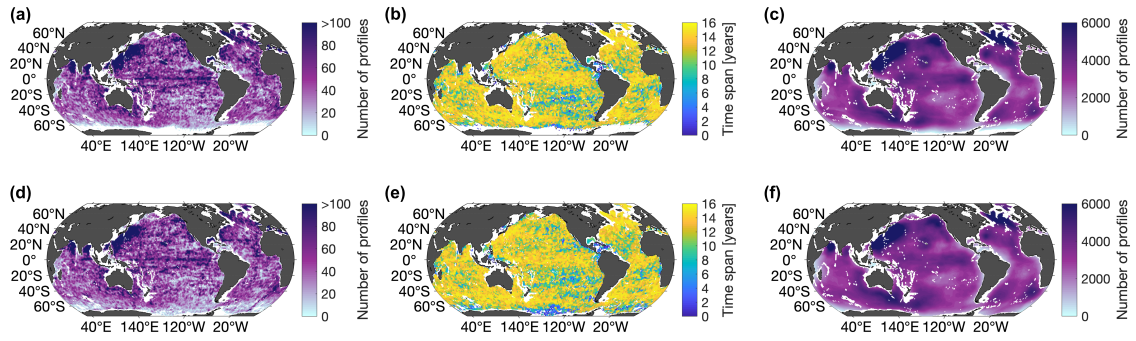 (a)
60°N
40°N
20°N
0°
20°S
40°S
60°S
40°E 140°E 120°W 20°W
>100
80
60
40
20
0
Number of profiles
(b)
60°N
40°N
20°N
0°
20°S
40°S
60°S
40°E 140°E 120°W 20°W
16
14
12
10
8
6
4
2
0
Time span [years]
(c)
60°N
40°N
20°N
0°
20°S
40°S
60°S
40°E 140°E 120°W 20°W
6000
4000
2000
0
Number of profiles
(d)
60°N
40°N
20°N
0°
20°S
40°S
60°S
40°E 140°E 120°W 20°W
>100
80
60
40
20
0
Number of profiles
(e)
60°N
40°N
20°N
0°
20°S
40°S
60°S
40°E 140°E 120°W 20°W
16
14
12
10
8
6
4
2
0
Time span [years]
(f)
60°N
40°N
20°N
0°
20°S
40°S
60°S
40°E 140°E 120°W 20°W
6000
4000
2000
0
Number of profiles